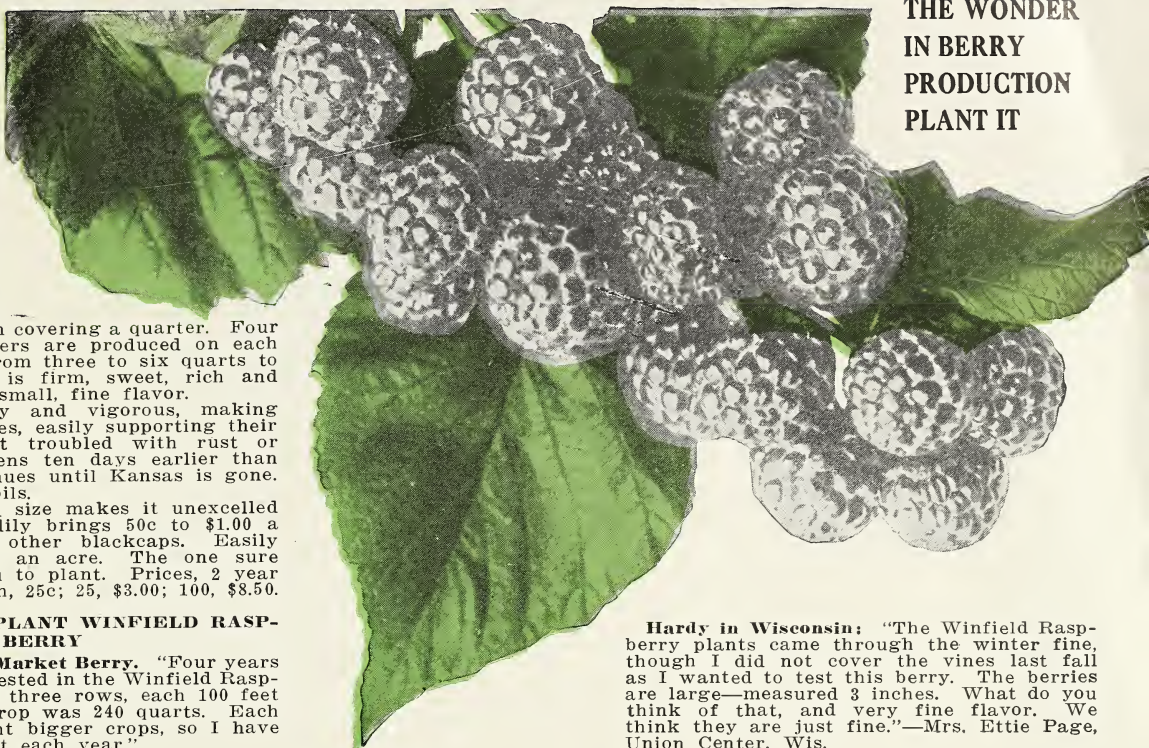 THE WONDER
IN BERRY
PRODUCTION
PLANT IT
covering a quarter. Four
ers are produced on each
rom three to six quarts to
is firm, sweet, rich and
small, fine flavor.
y and vigorous, making
es, easily supporting their
t troubled with rust or
ens ten days earlier than
ues until Kansas is gone.
oils.
size makes it unexcelled
lily brings 50c to $1.00 a
other blackcaps. Easily
an acre. The one sure
to plant. Prices, 2 year
h, 25c; 25, $3.00; 100, $8.50.
PLANT WINFIELD RASP-
BERRY
Market Berry. "Four years
ested in the Winfield Rasp-
three rows, each 100 feet
rop was 240 quarts. Each
nt bigger crops, so I have
t each year."
Hardy in Wisconsin: "The Winfield Rasp-
berry plants came through the winter fine,
though I did not cover the vines last fall
as I wanted to test this berry. The berries
are large—measured 3 inches. What do you
think of that, and very fine flavor. We
think they are just fine."—Mrs. Ettie Page,
Union Center, Wis.